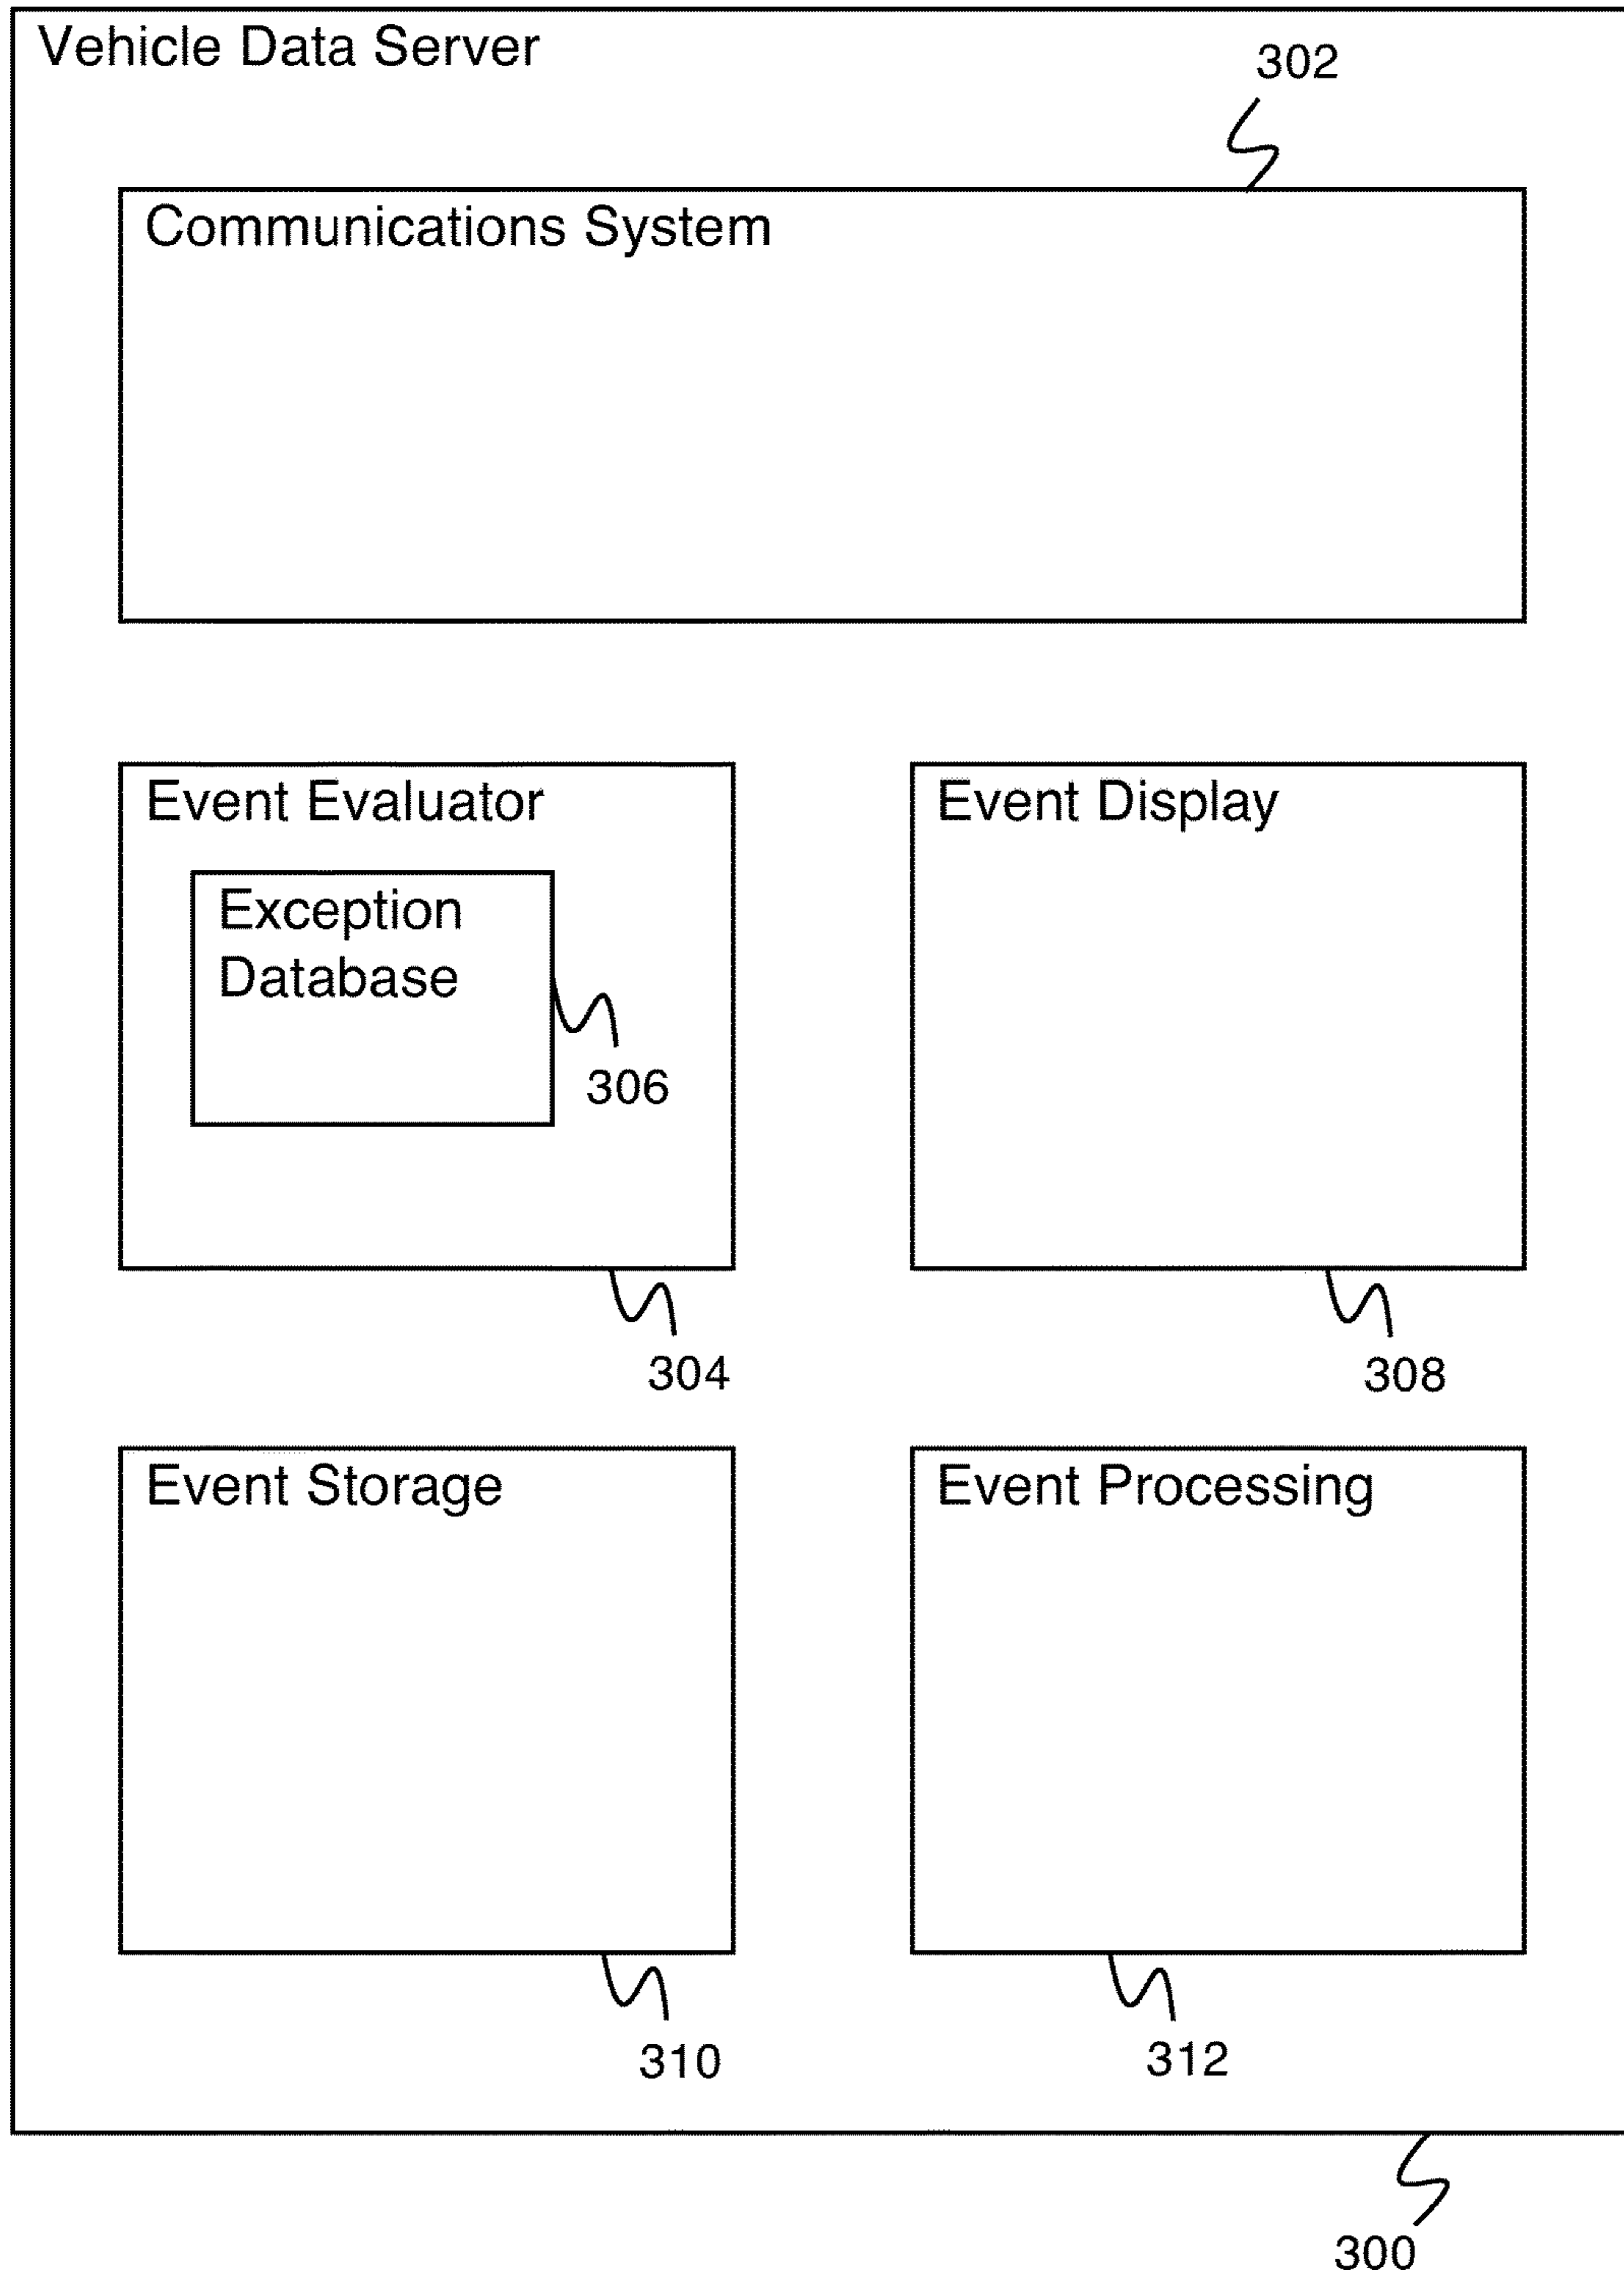 Vehicle Data Server
302
Communications System
Event Evaluator
Exception
Database
306
304
Event Display
308
Event Storage
310
Event Processing
312
300